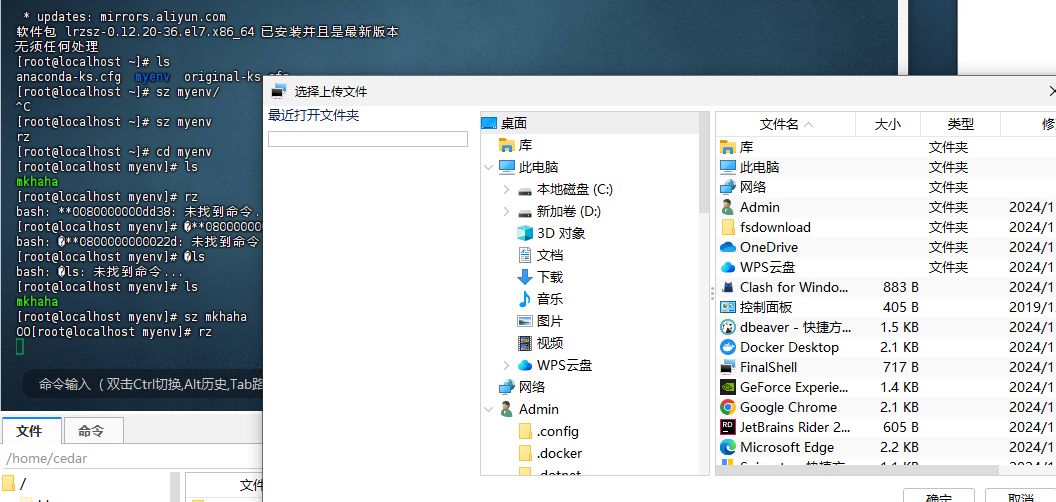 * updates: mirrors.aliyun.com
软件包 lrzsz-0.12.20-36.el7.x86_64 已安装并且是最新版本
无须任何处理
[root@localhost ~]# ls
anaconda-ks.cfg myenv original-ks.cfg
[root@localhost ~]# sz myenv/
^C
[root@localhost ~]# sz myenv
rz
[root@localhost ~]# cd myenv
[root@localhost myenv]# ls
mkhaha
[root@localhost myenv]# rz
bash: **0080000000dd38: 未找到命令..
[root@localhost myenv]# �**08000000
bash: �**0800000000022d: 未找到命令
[root@localhost myenv]# �ls
bash: �ls: 未找到命令...
[root@localhost myenv]# ls
mkhaha
[root@localhost myenv]# sz mkhaha
OO[root@localhost myenv]# rz
命令输入 (双击Ctrl切换,Alt历史,Tab路
文件 命令
/home/cedar
/
文件
选择上传文件
最近打开文件夹
桌面
库
此电脑
本地磁盘 (C:)
新加卷 (D:)
3D 对象
文档
下载
音乐
图片
视频
WPS云盘
网络
Admin
.config
.docker
.dotnet
文件名 大小 类型 修
库 文件夹
此电脑 文件夹
网络 文件夹
Admin 文件夹 2024/1
fsdownload 文件夹 2024/1
OneDrive 文件夹 2024/1
WPS云盘 文件夹 2024/1
Clash for Windo... 883 B 2024/1
控制面板 405 B 2019/1
dbeaver - 快捷方... 1.5 KB 2024/1
Docker Desktop 2.1 KB 2024/1
FinalShell 717 B 2024/1
GeForce Experie... 1.4 KB 2024/1
Google Chrome 2.1 KB 2024/1
JetBrains Rider 2... 605 B 2024/1
Microsoft Edge 2.2 KB 2024/1
确定 取消